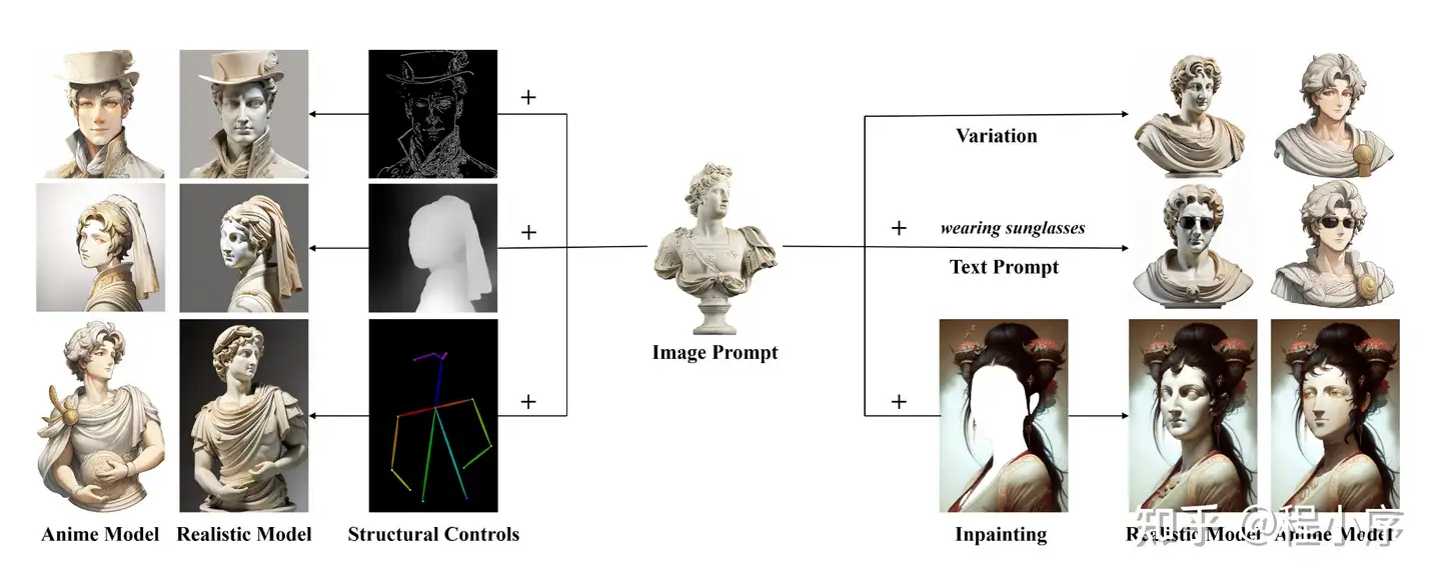 +
Variation
+
wearing sunglasses
Text Prompt
+
Image Prompt
+
+
+
Anime Model
Realistic Model
Structural Controls
Inpainting
Realistic Model
Anime Model
知乎 @程小序